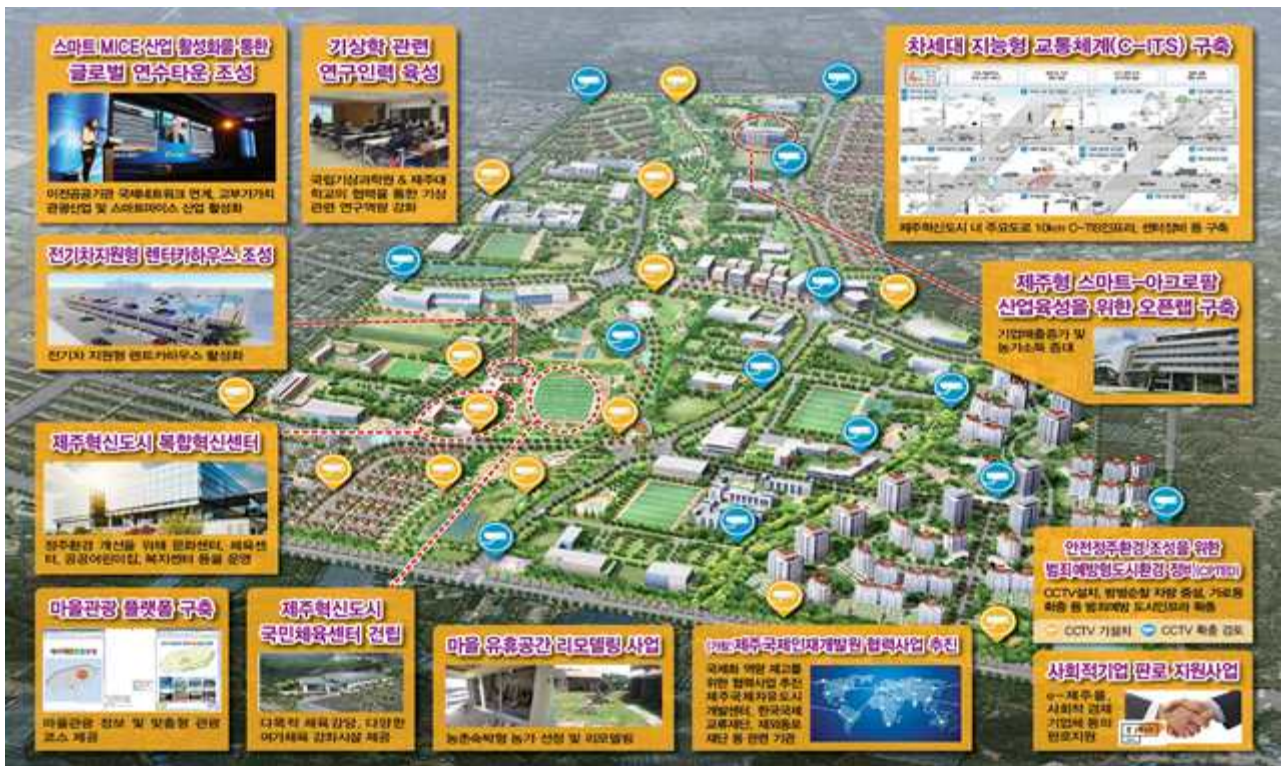 스마트 MICE 산업 활성화를 통한
글로벌 연수타운 조성
이전공공기관 국제네트워크 연계, 고부가가치
관광산업 및 스마트마이스 산업 활성화
기상학 관련
연구인력 육성
국립기상과학원 & 제주대
학교의 협력을 통한 기상
관련 연구역량 강화
차세대 지능형 교통체계(C-ITS) 구축
제주혁신도시 내 주요도로 10km C-ITS인프라, 센터장비 등 구축
전기차지원형 렌터카하우스 조성
전기차 지원형 렌트카하우스 활성화
제주형 스마트-아그로팜
산업육성을 위한 오픈랩 구축
기업매출증가 및
농가소득 증대
제주혁신도시 복합혁신센터
정주환경 개선을 위해 문화센터, 체육센
터, 공공어린이집, 복지센터 등을 운영
안전정주환경 조성을 위한
범죄예방형도시환경 정비(CPTED)
CCTV설치, 방범순찰 차량 증설, 가로등
확충 등 범죄예방 도시인프라 확충
CCTV 기설치
CCTV 확충 검토
마을관광 플랫폼 구축
마을관광 정보 및 맞춤형 관광
코스 제공
제주혁신도시
국민체육센터 건립
다목적 체육강당, 다양한
여가체육 강좌시설 제공
마을 유휴공간 리모델링 사업
농촌숙박형 농가 선정 및 리모델링
(가칭)제주국제인재개발원 협력사업 추진
국제화 역량 제고를
위한 협력사업 추진
제주국제자유도시
개발센터, 한국국제
교류재단, 재외동포
재단 등 관련 기관
사회적기업 판로 지원사업
e-제주몰,
사회적 경제
기업체 등의
판로지원